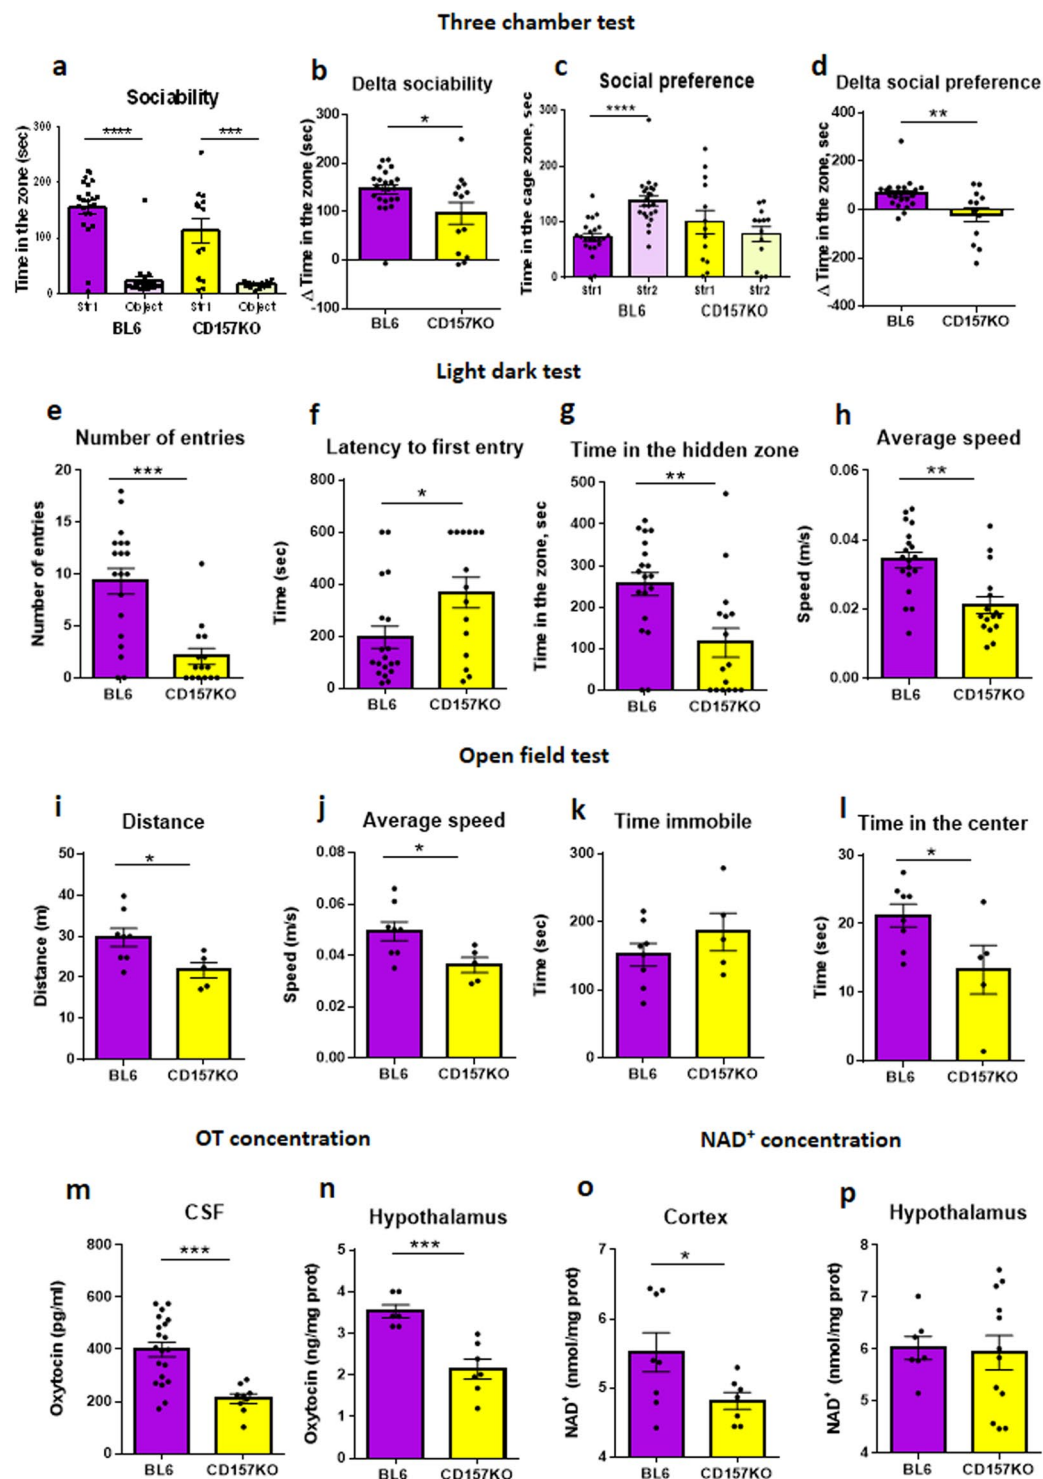 Three chamber test
a
Sociability
Time in the zone (sec)
300
200
100
0
****
***
Str1 Object Str1 Object
BL6 CD157KO
b
Delta sociability
Δ Time in the zone (sec)
300
200
100
0
-100
*
BL6 CD157KO
c
Social preference
Time in the cage zone, sec
300
200
100
0
****
Str1 Str2 Str1 Str2
BL6 CD157KO
d
Delta social preference
Δ Time in the zone, sec
400
200
0
-200
-400
**
BL6 CD157KO
Light dark test
e
Number of entries
Number of entries
20
15
10
5
0
***
BL6 CD157KO
f
Latency to first entry
Time (sec)
800
600
400
200
0
*
BL6 CD157KO
g
Time in the hidden zone
Time in the zone, sec
500
400
300
200
100
0
**
BL6 CD157KO
h
Average speed
Speed (m/s)
0.06
0.04
0.02
0.00
**
BL6 CD157KO
Open field test
i
Distance
Distance (m)
50
40
30
20
10
0
*
BL6 CD157KO
j
Average speed
Speed (m/s)
0.08
0.06
0.04
0.02
0.00
*
BL6 CD157KO
k
Time immobile
Time (sec)
300
200
100
0
BL6 CD157KO
l
Time in the center
Time (sec)
30
20
10
0
*
BL6 CD157KO
OT concentration
m
CSF
Oxytocin (pg/ml)
800
600
400
200
0
***
BL6 CD157KO
n
Hypothalamus
Oxytocin (ng/mg prot)
5
4
3
2
1
0
***
BL6 CD157KO
NAD⁺ concentration
o
Cortex
NAD⁺ (nmol/mg prot)
7
6
5
4
*
BL6 CD157KO
p
Hypothalamus
NAD⁺ (nmol/mg prot)
8
7
6
5
4
BL6 CD157KO